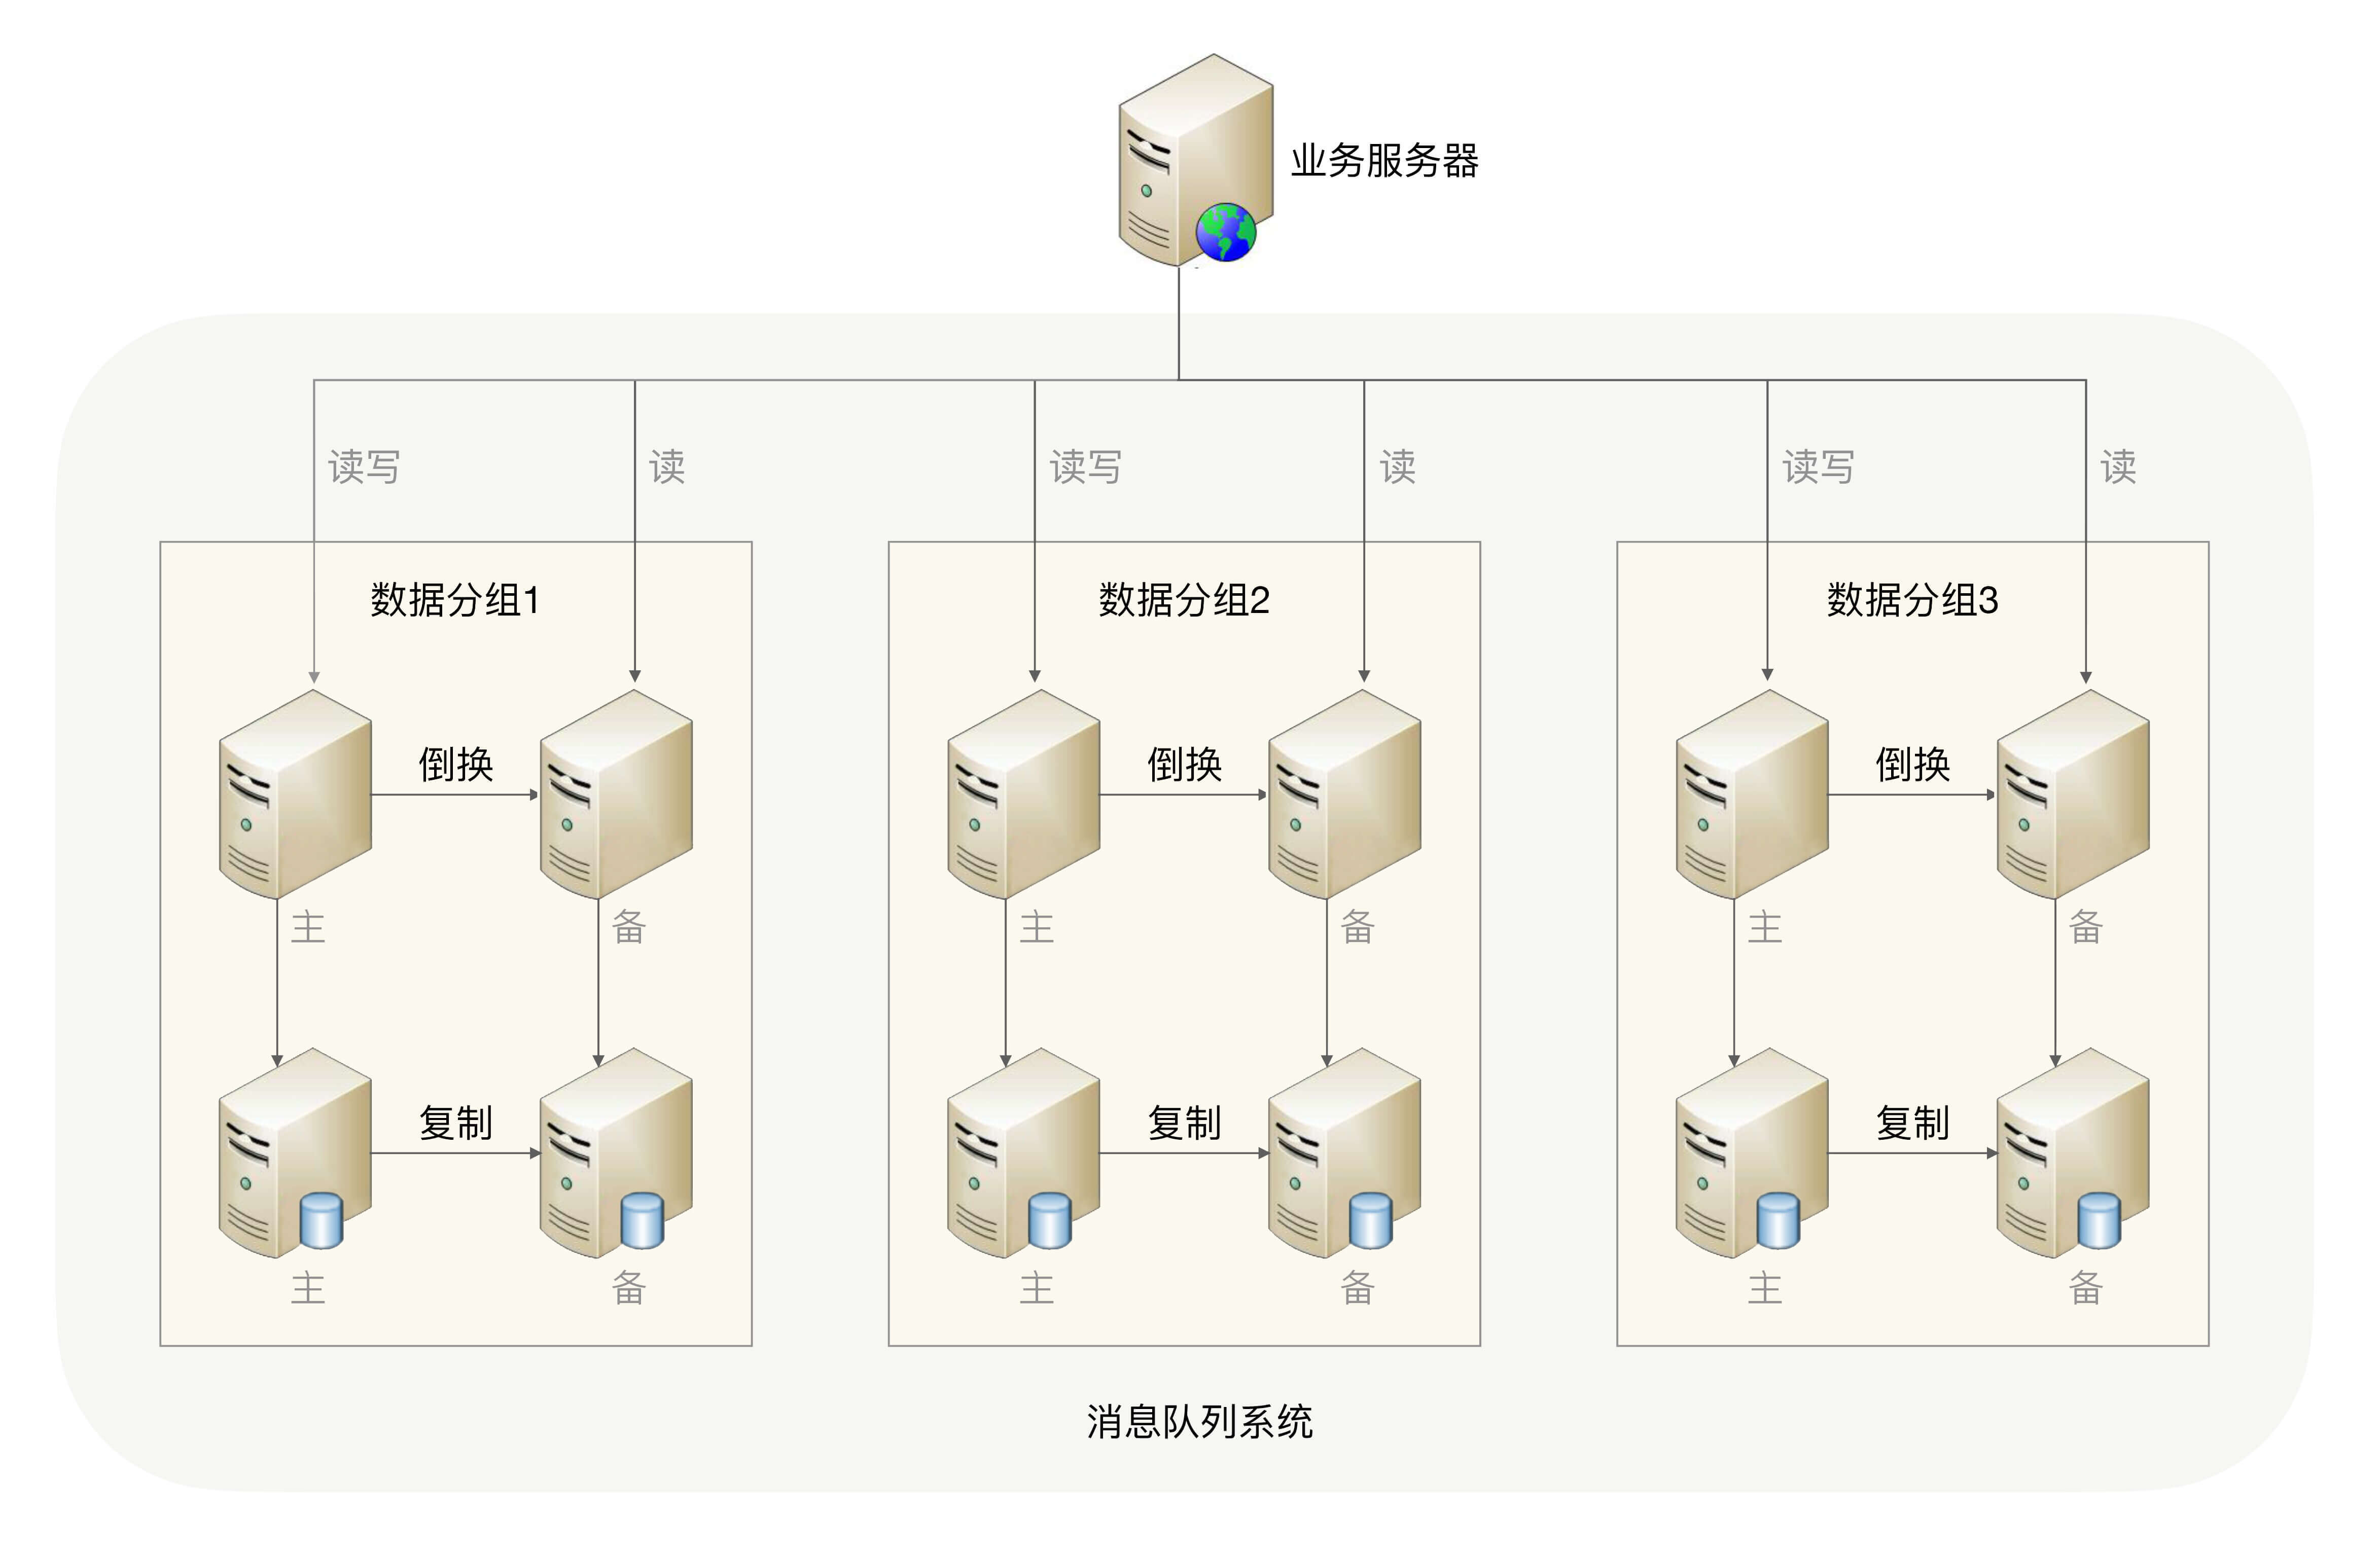 业务服务器
读写 读 读写 读 读写 读
数据分组1 数据分组2 数据分组3
倒换 倒换 倒换
主 备 主 备 主 备
复制 复制 复制
主 备 主 备 主 备
消息队列系统